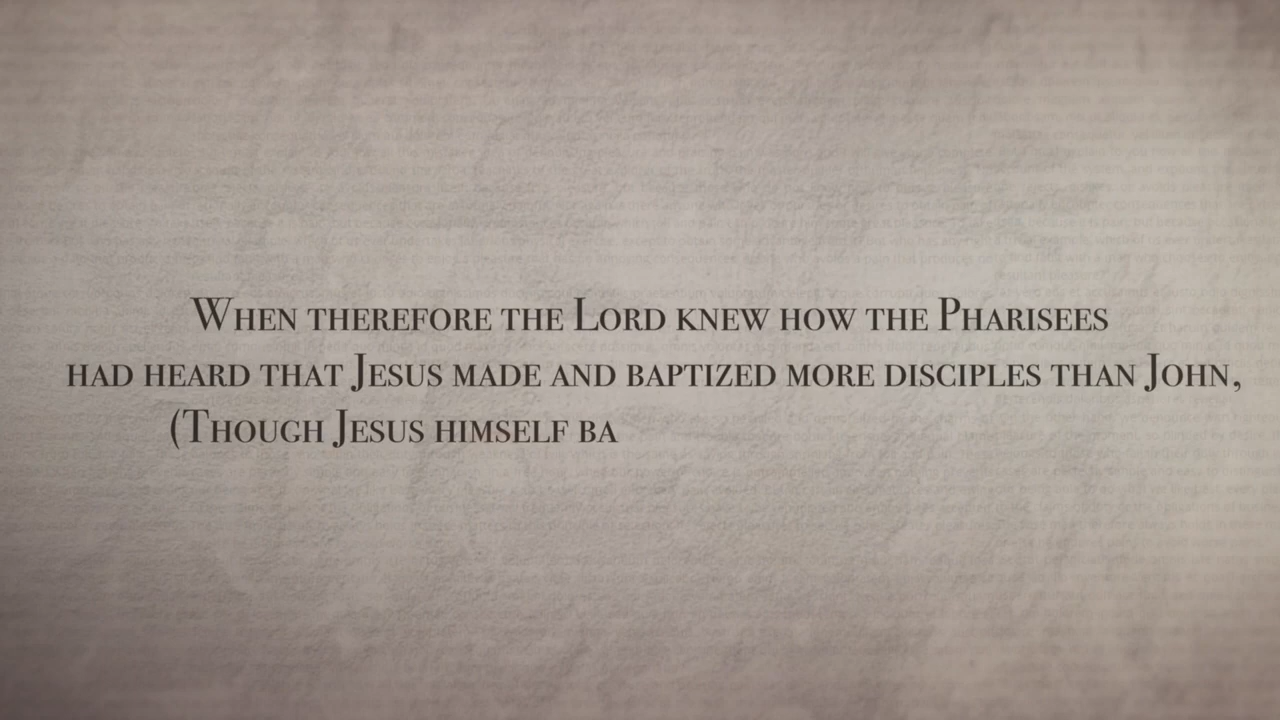 When therefore the Lord knew how the Pharisees
had heard that Jesus made and baptized more disciples than John,
(Though Jesus himself ba